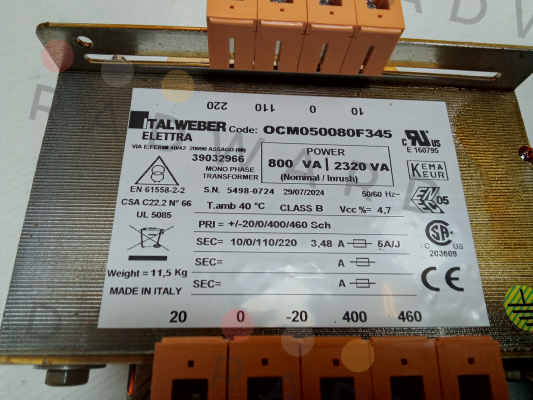 220 110 0 10
ITALWEBER
ELETTRA
Code: OCM050080F345
VIA E.FERMI 40/42 20090 ASSAGO (MI)
39032966
MONO PHASE
TRANSFORMER
POWER
800 VA 2320 VA
(Nominal / Inrush)
C US
E 160795
KEMA
KEUR
EN 61558-2-2
S.N. 5498-0724 29/07/2024 50/60 Hz~
05
CSA C22.2 N° 66
UL 5085
T.amb 40 °C CLASS B Vcc %= 4,7
PRI = +/-20/0/400/460 Sch
SEC= 10/0/110/220 3,48 A 5A/J
SEC= A
SEC= A
C US
203609
Weight = 11,5 Kg
MADE IN ITALY
CE
20 0 -20 400 460